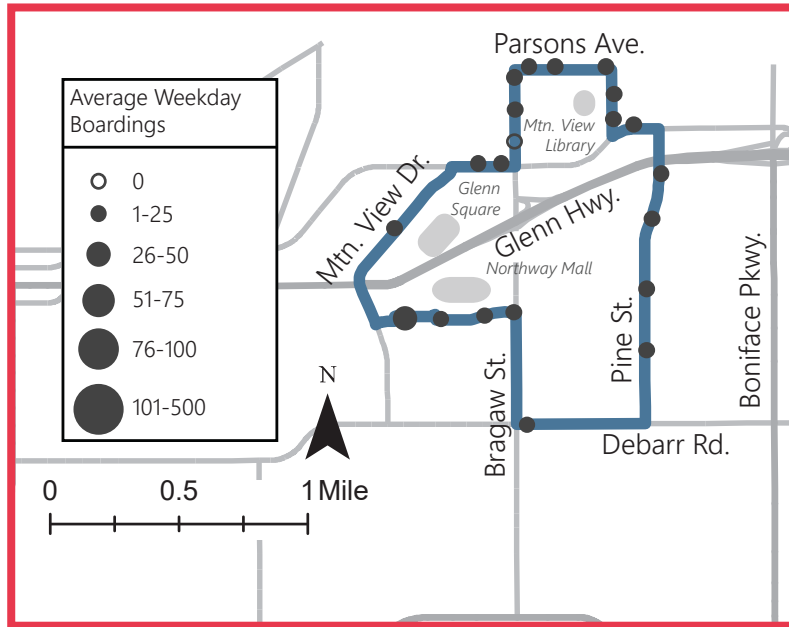 Parsons Ave.
Average Weekday
Boardings
0
1-25
26-50
51-75
76-100
101-500
Mtn. View
Library
Mtn. View Dr.
Glenn
Square
Glenn Hwy.
Northway Mall
Boniface Pkwy.
Pine St.
Bragaw St.
Debarr Rd.
N
0 0.5 1 Mile